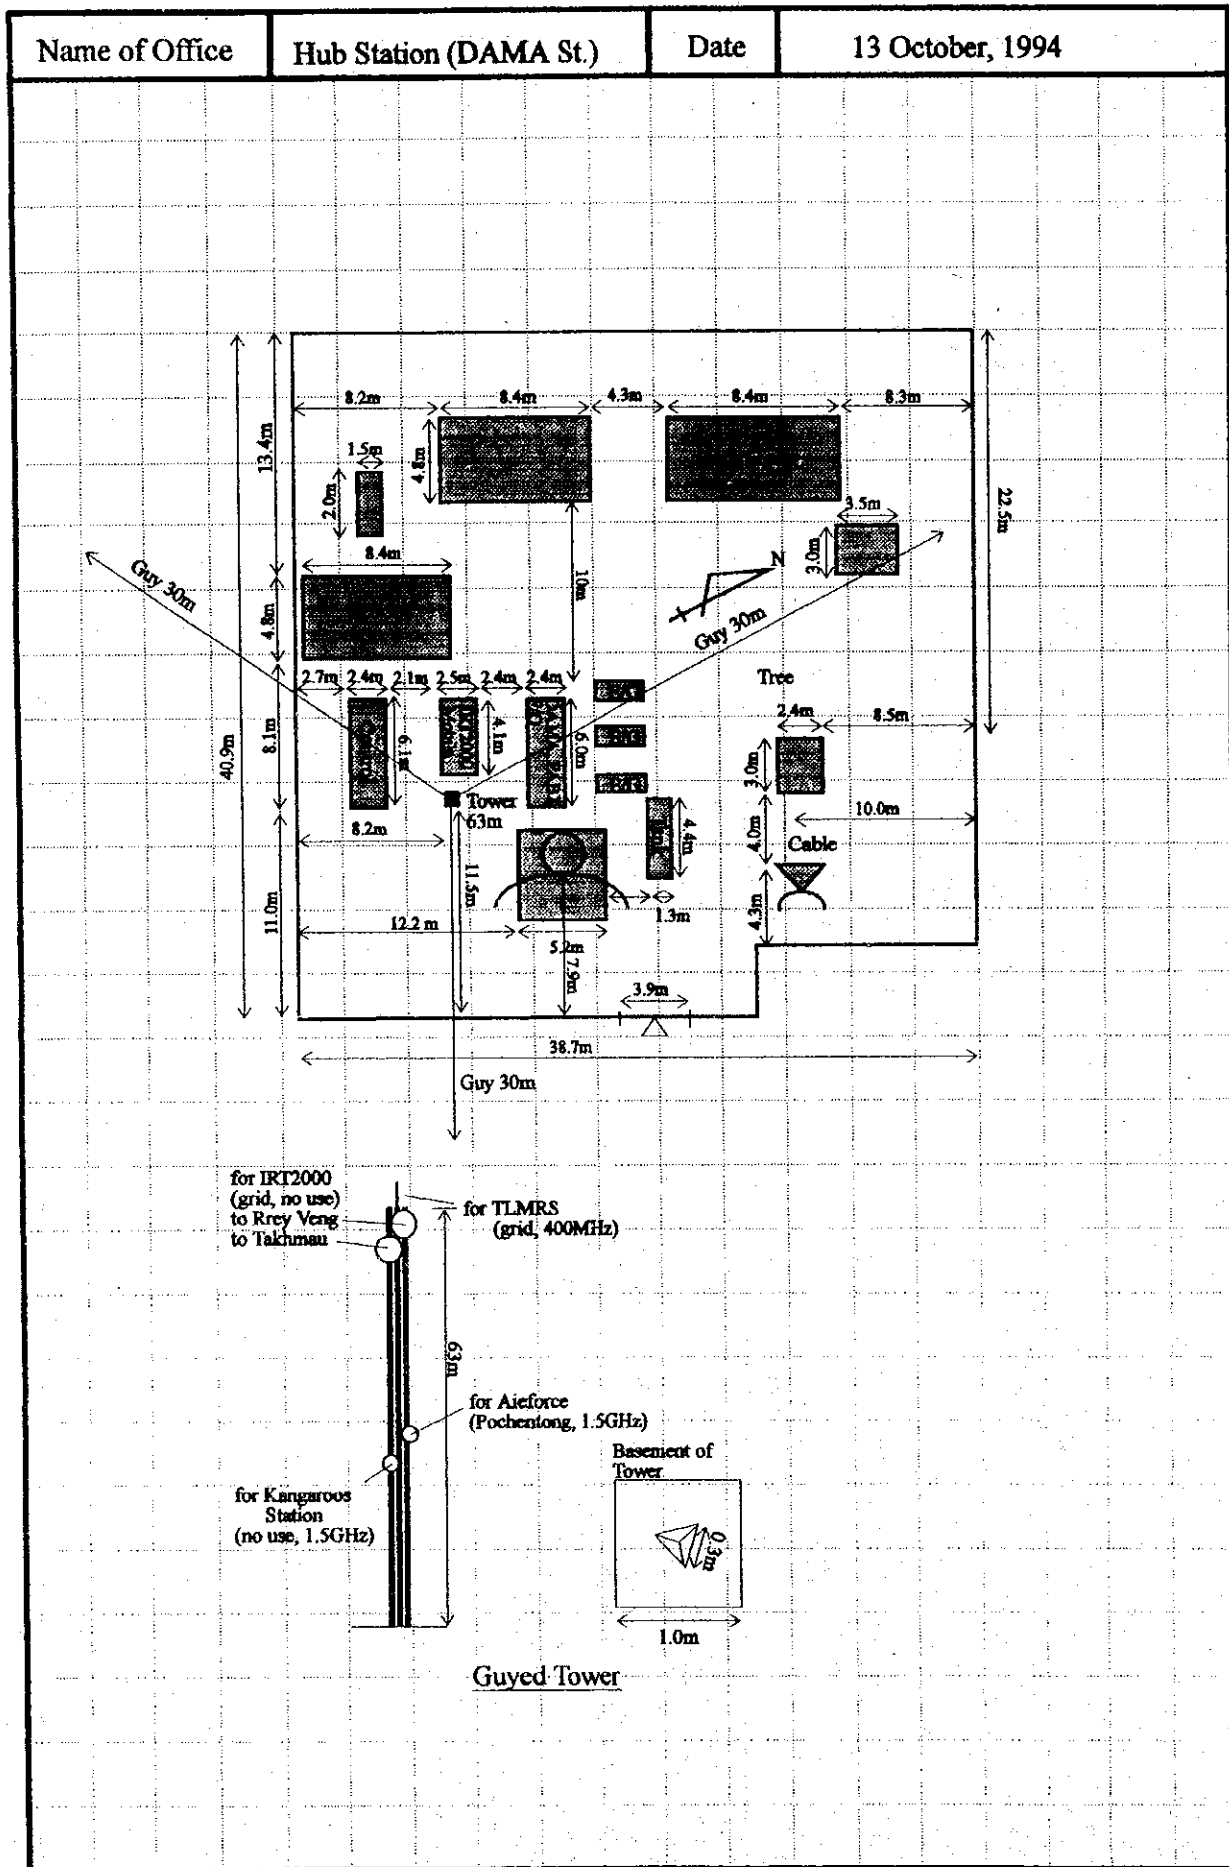 Name of Office
Hub Station (DAMA St.)
Date
13 October, 1994
8.2m
8.4m
4.3m
8.4m
8.3m
13.4m
1.5m
4.8m
2.0m
22.5m
3.5m
3.0m
Guy 30m
8.4m
10m
N
Guy 30m
4.8m
2.7m
2.4m
2.1m
2.5m
2.4m
2.4m
Tree
2.4m
8.5m
40.9m
8.1m
6.1m
IRT2000
4.1m
6.0m
E/G
E/G
E/G
3.0m
Tower
63m
8.2m
4.4m
4.0m
10.0m
Cable
11.5m
11.0m
1.3m
4.3m
12.2 m
5.2m
7.9m
3.9m
38.7m
Guy 30m
for IRT2000
(grid, no use)
to Rrey Veng
to Takhmau
for TLMRS
(grid, 400MHz)
63m
for Aieforce
(Pochentong, 1.5GHz)
Basement of
Tower
for Kangaroos
Station
(no use, 1.5GHz)
0.3m
1.0m
Guyed Tower